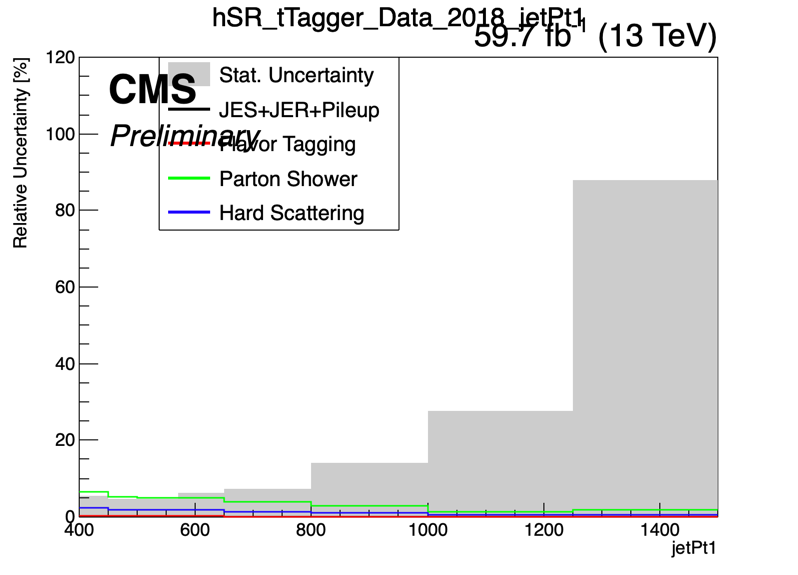 hSR_tTagger_Data_2018_jetPt1
59.7 fb⁻¹ (13 TeV)
CMS
Preliminary
Stat. Uncertainty
JES+JER+Pileup
Flavor Tagging
Parton Shower
Hard Scattering
Relative Uncertainty [%]
120
100
80
60
40
20
0
400 600 800 1000 1200 1400
jetPt1